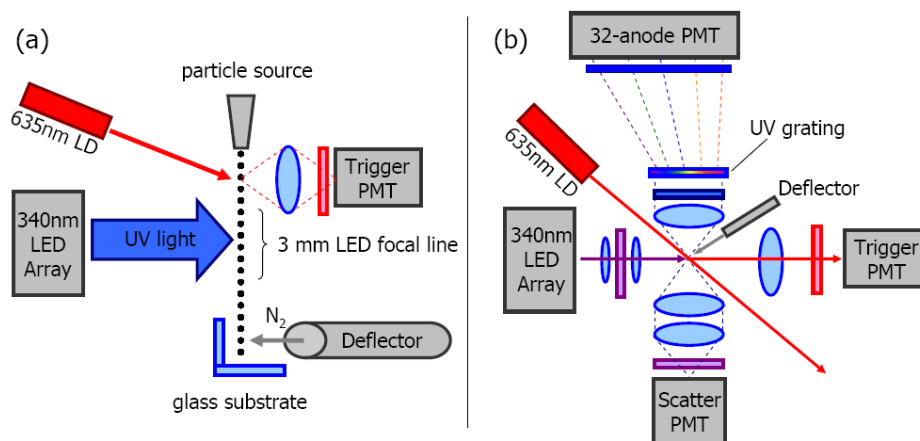 (a)
particle source
635nm LD
Trigger
PMT
340nm
LED
Array
UV light
3 mm LED focal line
N2
Deflector
glass substrate
(b)
32-anode PMT
635nm LD
UV grating
Deflector
340nm
LED
Array
Trigger
PMT
Scatter
PMT